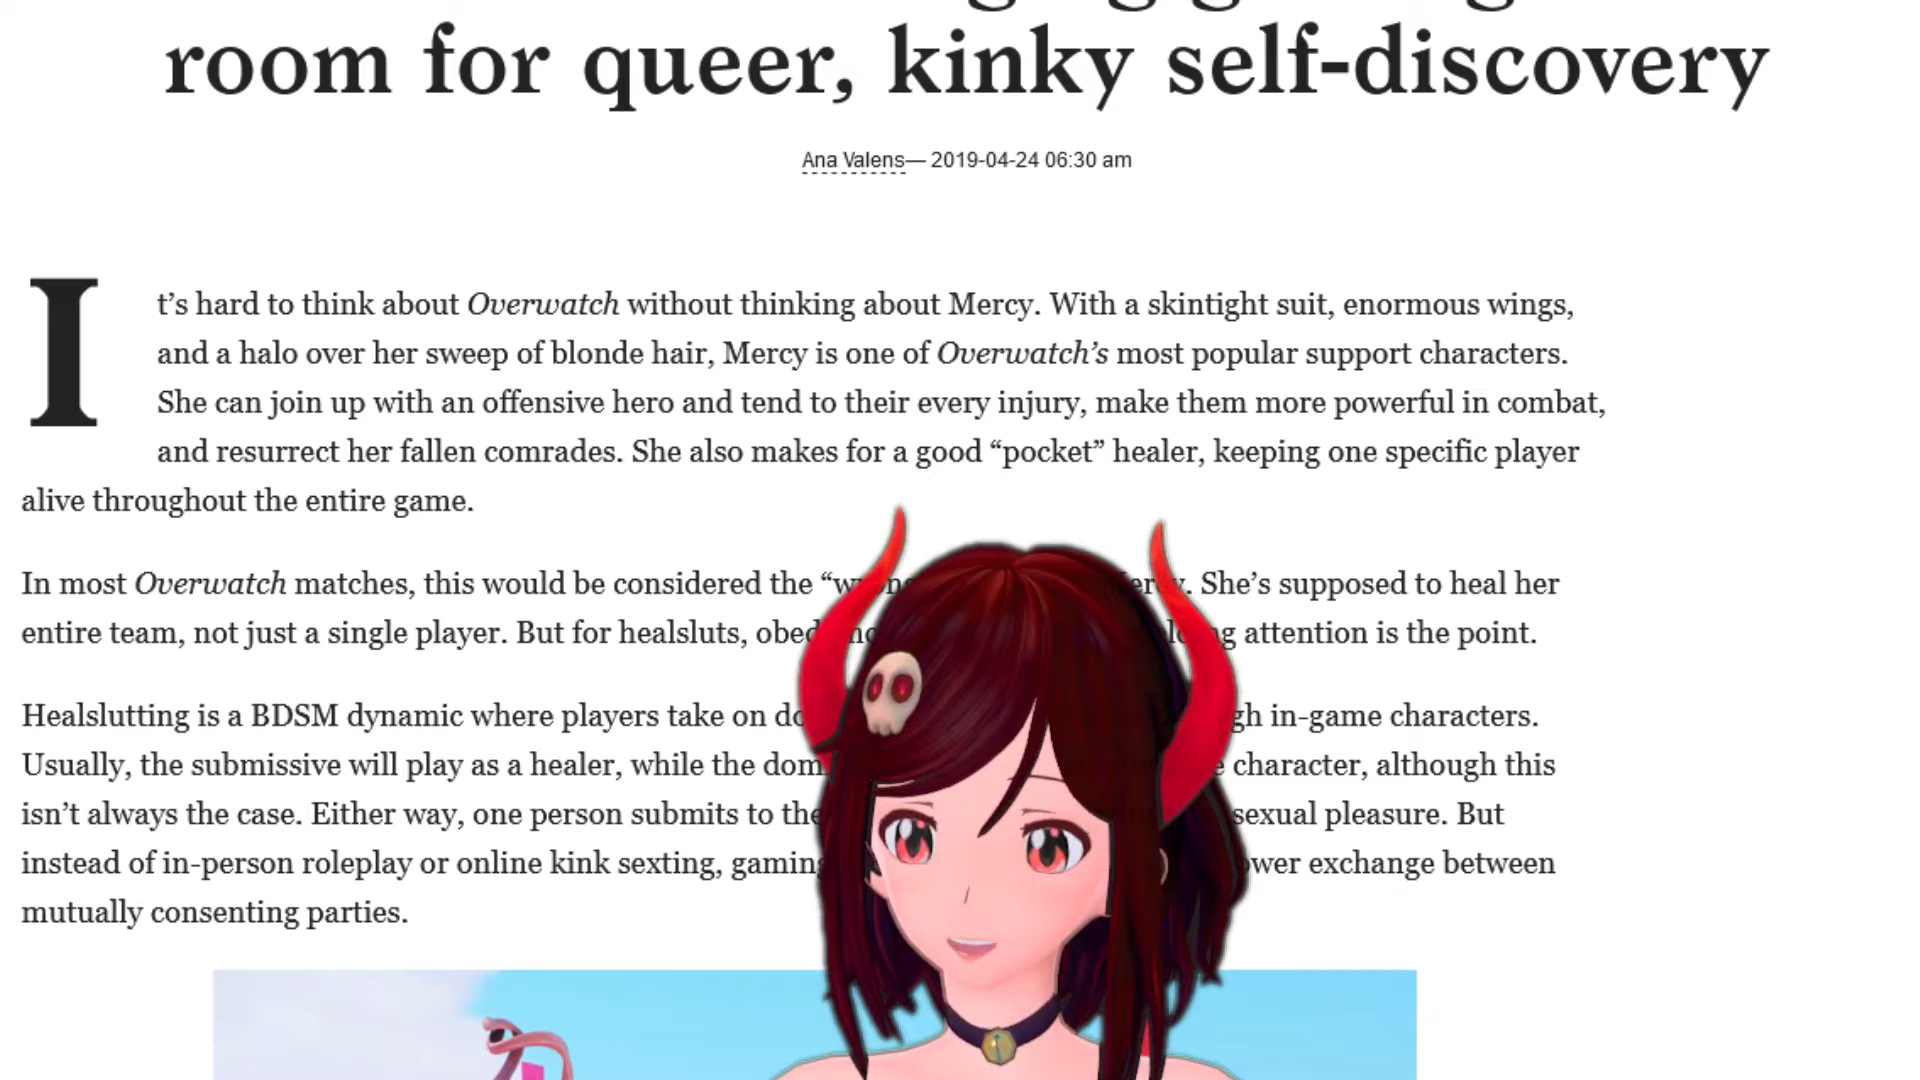 room for queer, kinky self-discovery
Ana Valens— 2019-04-24 06:30 am
It’s hard to think about Overwatch without thinking about Mercy. With a skintight suit, enormous wings,
and a halo over her sweep of blonde hair, Mercy is one of Overwatch’s most popular support characters.
She can join up with an offensive hero and tend to their every injury, make them more powerful in combat,
and resurrect her fallen comrades. She also makes for a good “pocket” healer, keeping one specific player
alive throughout the entire game.
In most Overwatch matches, this would be considered the . She’s supposed to heal her
entire team, not just a single player. But for healsluts, attention is the point.
Healslutting is a BDSM dynamic where players take on in-game characters.
Usually, the submissive will play as a healer, while the character, although this
isn’t always the case. Either way, one person submits to the sexual pleasure. But
instead of in-person roleplay or online kink sexting, gaming exchange between
mutually consenting parties.